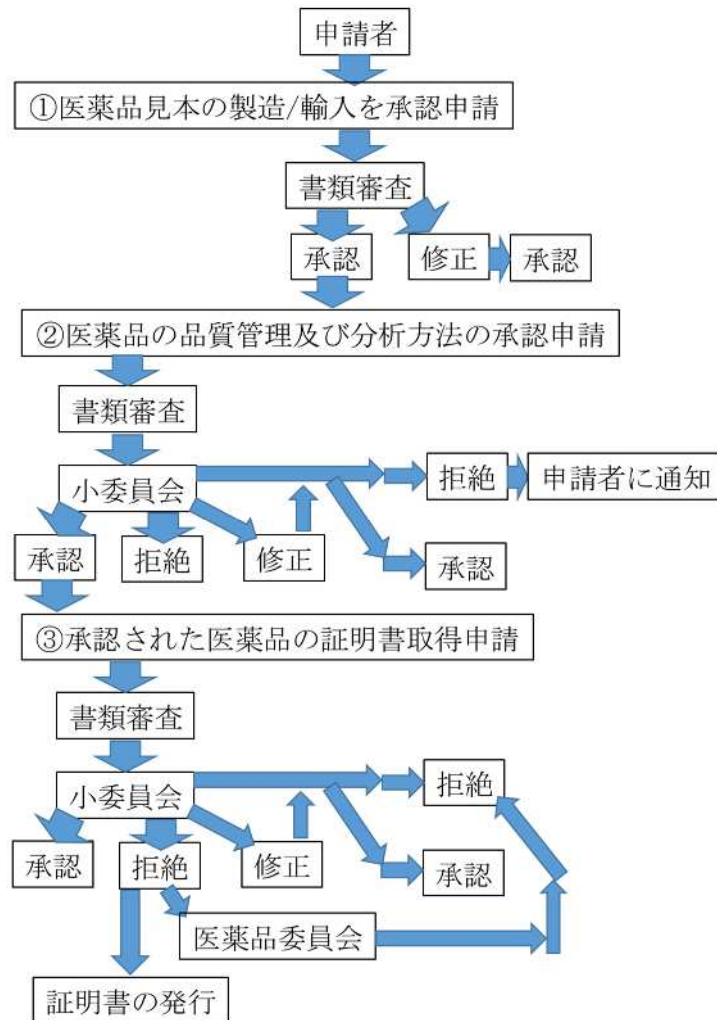 申請者
①医薬品見本の製造/輸入を承認申請
書類審査
承認
修正
承認
②医薬品の品質管理及び分析方法の承認申請
書類審査
小委員会
拒絶
申請者に通知
承認
拒絶
修正
承認
③承認された医薬品の証明書取得申請
書類審査
小委員会
拒絶
承認
拒絶
修正
承認
医薬品委員会
証明書の発行